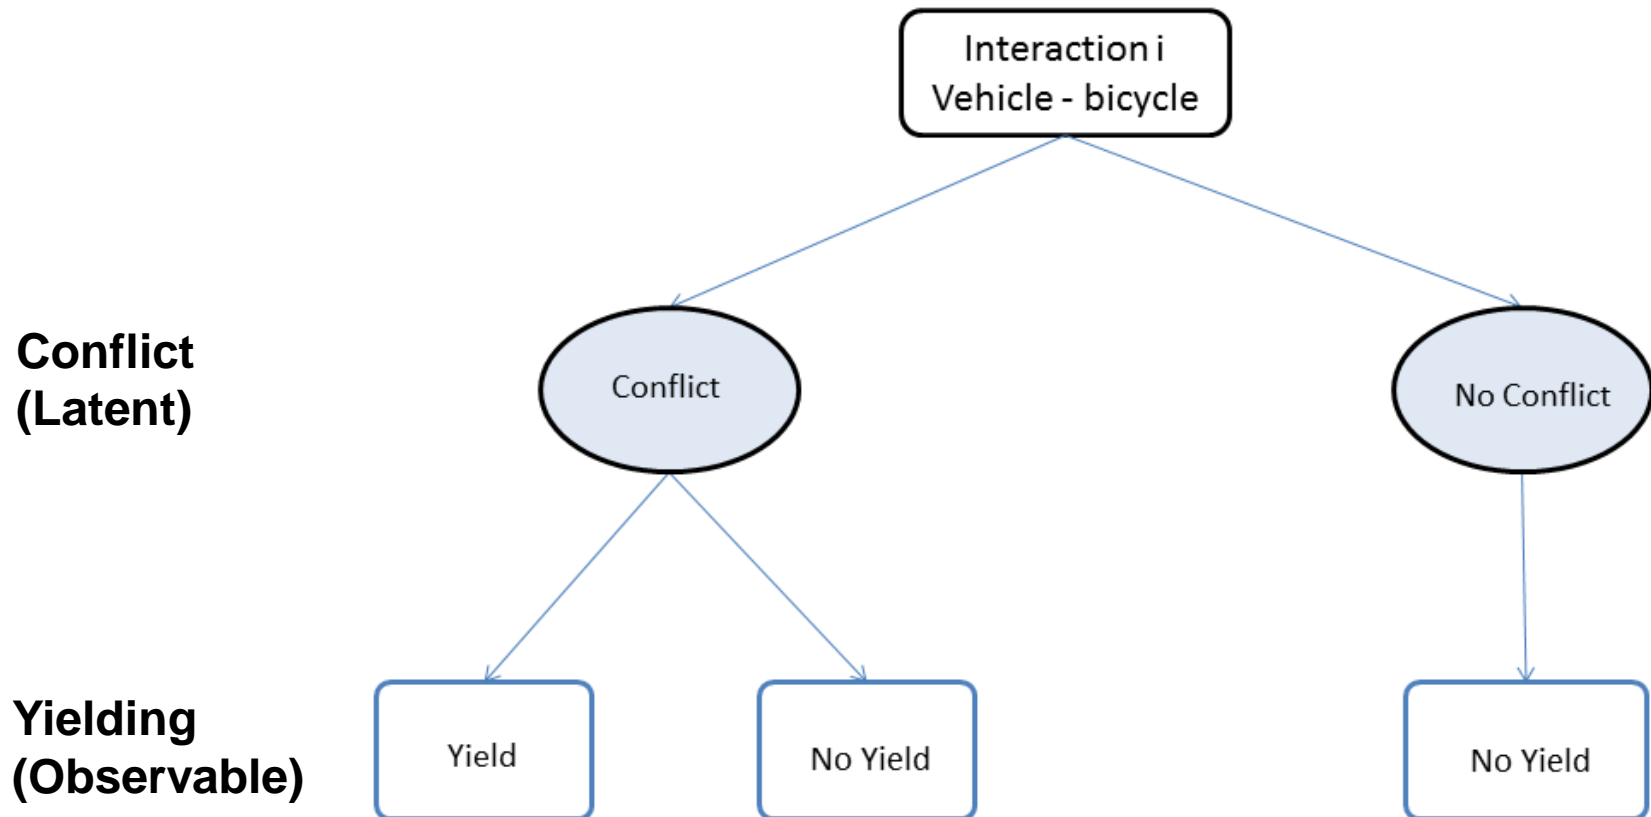 Interaction i
Vehicle - bicycle
Conflict
(Latent)
Conflict
No Conflict
Yielding
(Observable)
Yield
No Yield
No Yield